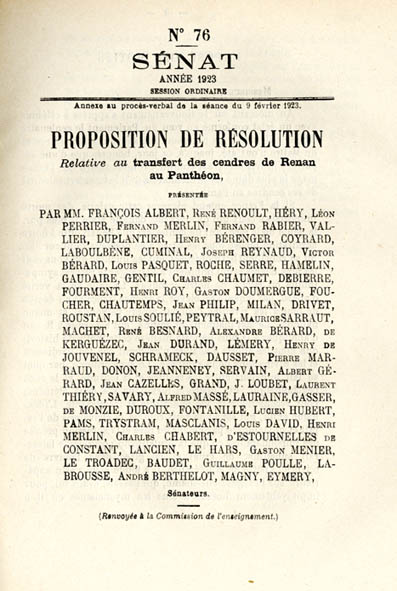 N° 76
SÉNAT
ANNÉE 1923
SESSION ORDINAIRE
Annexe au procès-verbal de la séance du 9 février 1923.
PROPOSITION DE RÉSOLUTION
Relative au transfert des cendres de Renan
au Panthéon,
PRÉSENTÉE
PAR MM. FRANÇOIS ALBERT, RENÉ RENOULT, HÉRY, LÉON
PERRIER, FERNAND MERLIN, FERNAND RABIER, VAL-
LIER, DUPLANTIER, HENRY BÉRENGER, COYRARD,
LABOULBÈNE, CUMINAL, JOSEPH REYNAUD, VICTOR
BÉRARD, LOUIS PASQUET, ROCHE, SERRE, HAMELIN,
GAUDAIRE, GENTIL, CHARLES CHAUMET, DEBIERRE,
FOURMENT, HENRI ROY, GASTON DOUMERGUE, FOU-
CHER, CHAUTEMPS, JEAN PHILIP, MILAN, DRIVET,
ROUSTAN, LOUIS SOULIÉ, PEYTRAL, MAURICE SARRAUT,
MACHET, RENÉ BESNARD, ALEXANDRE BÉRARD, DE
KERGUÉZEC, JEAN DURAND, LÉMERY, HENRY DE
JOUVENEL, SCHRAMECK, DAUSSET, PIERRE MAR-
RAUD, DONON, JEANNENEY, SERVAIN, ALBERT GÉ-
RARD, JEAN CAZELLES, GRAND, J. LOUBET, LAURENT
THIÉRY, SAVARY, ALFRED MASSÉ, LAURAINE, GASSER,
DE MONZIE, DUROUX, FONTANILLE, LUCIEN HUBERT,
PAMS, TRYSTRAM, MASCLANIS, LOUIS DAVID, HENRI
MERLIN, CHARLES CHABERT, D'ESTOURNELLES DE
CONSTANT, LANCIEN, LE HARS, GASTON MENIER,
LE TROADEC, BAUDET, GUILLAUME POULLE, LA-
BROUSSE, ANDRÉ BERTHELOT, MAGNY, EYMERY,
Sénateurs.
(Renvoyée à la Commission de l'enseignement.)